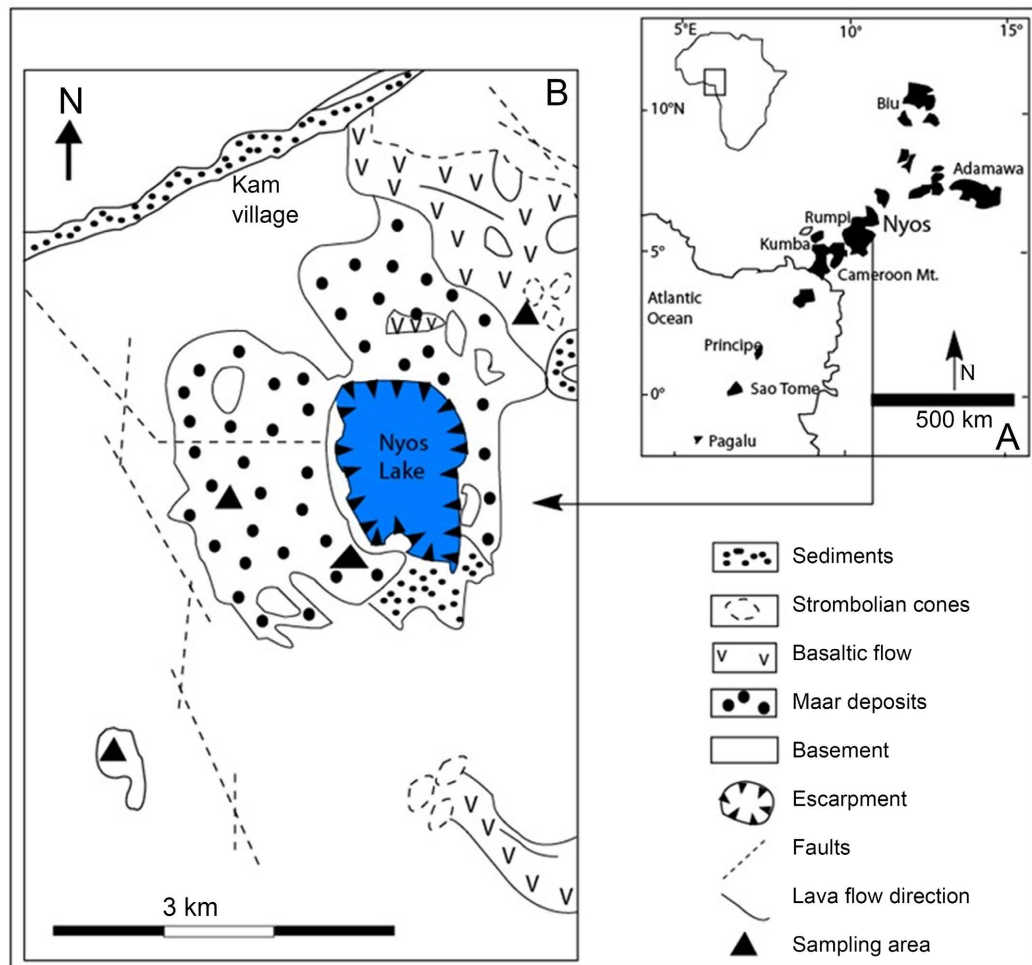 B
N
Kam
village
Nyos
Lake
3 km
5°E
10°
15°
10°N
5°
0°
Biu
Adamawa
Rumpi
Nyos
Kumba
Cameroon Mt.
Atlantic
Ocean
Principe
Sao Tome
Pagalu
N
500 km
A
Sediments
Strombolian cones
Basaltic flow
Maar deposits
Basement
Escarpment
Faults
Lava flow direction
Sampling area